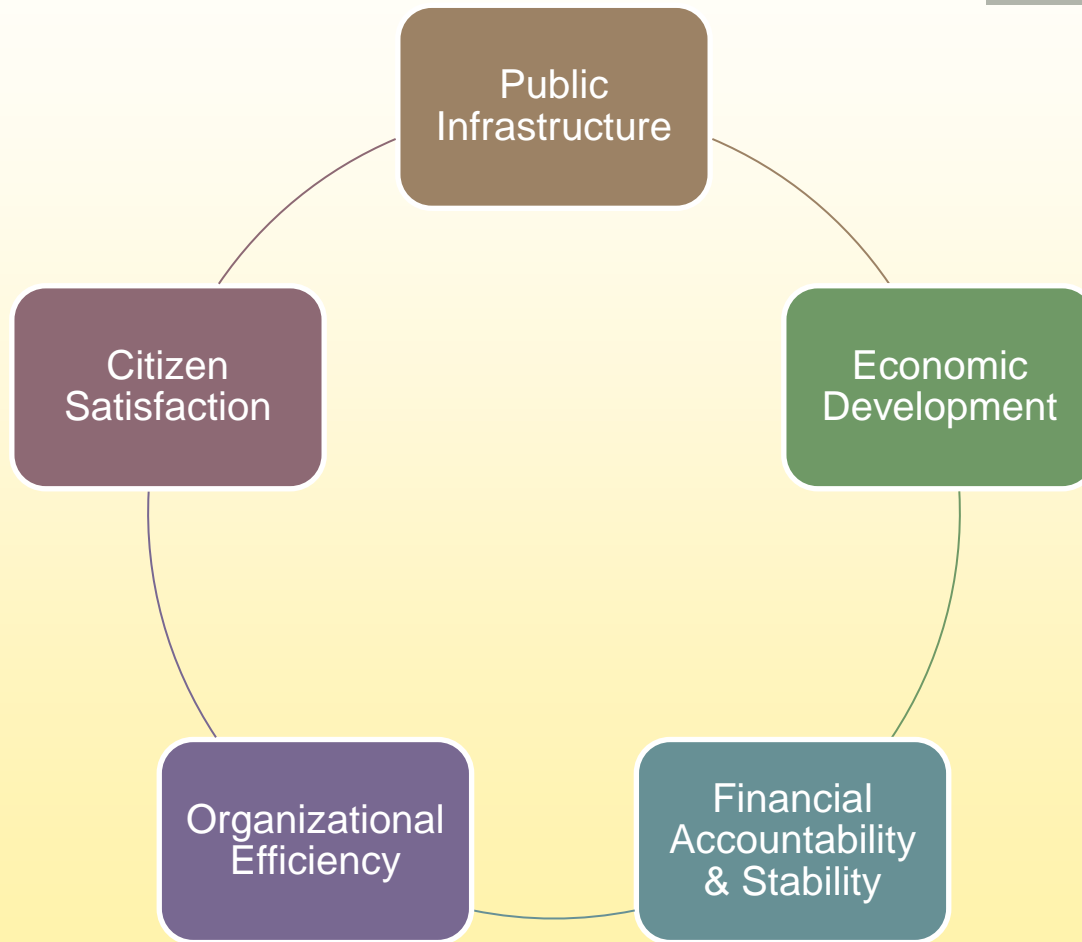 Public
Infrastructure
Economic
Development
Financial
Accountability
& Stability
Organizational
Efficiency
Citizen
Satisfaction